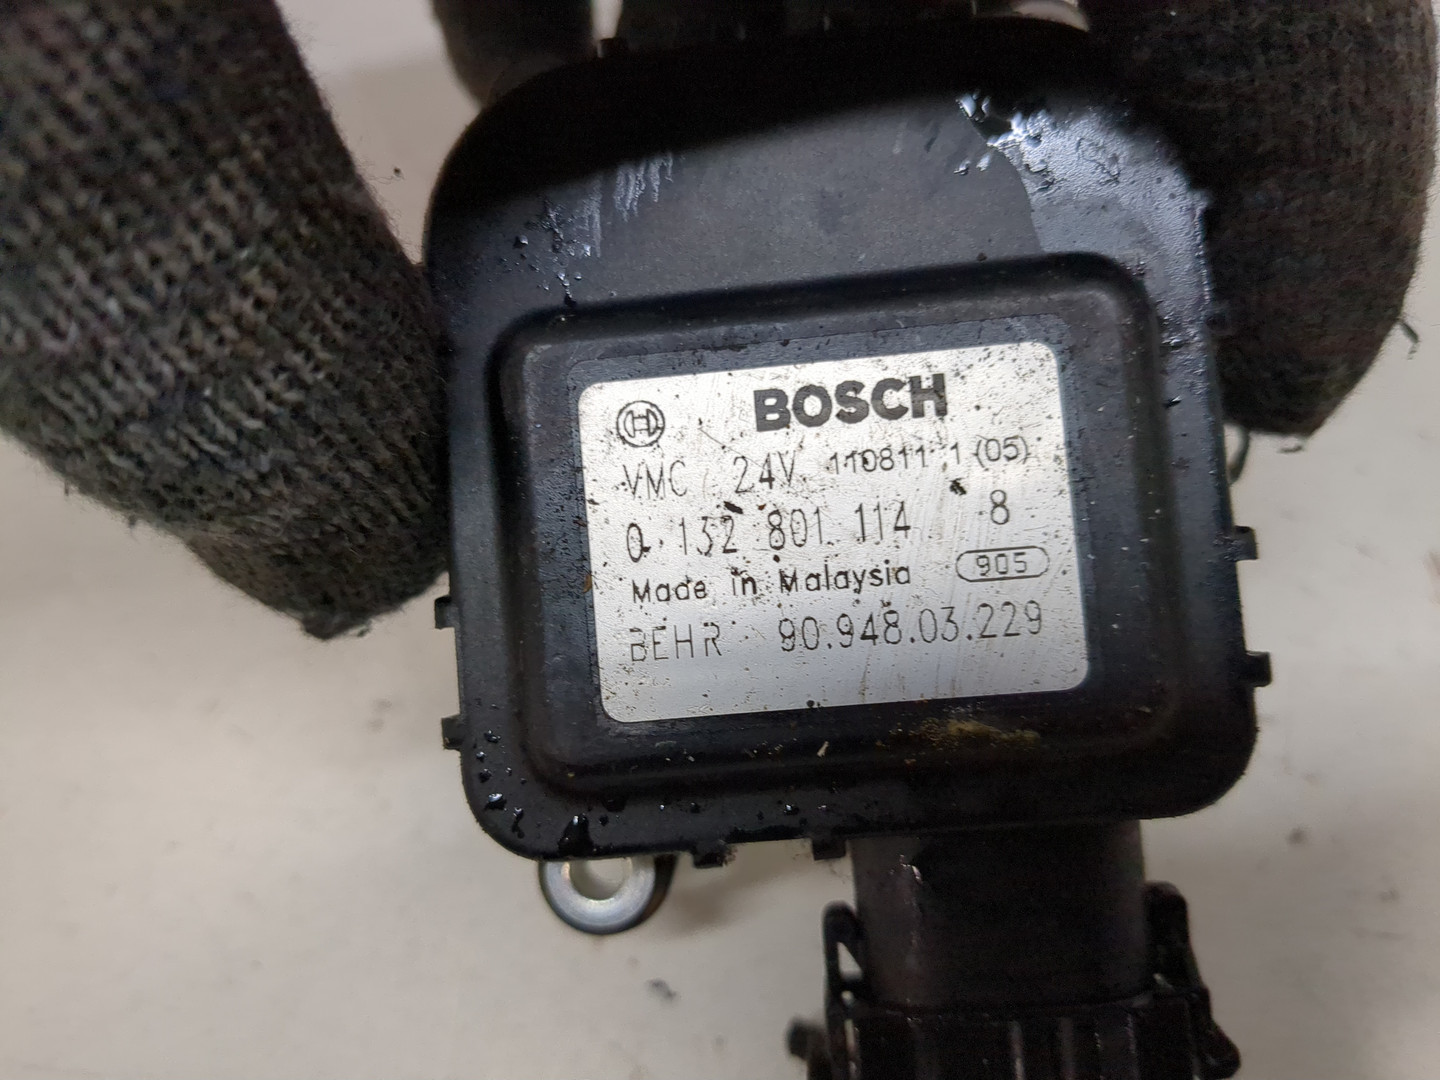 BOSCH
VMC 24V 110811 1 (05)
0 132 801 114 8
Made in Malaysia 905
BEHR 90.948.03.229